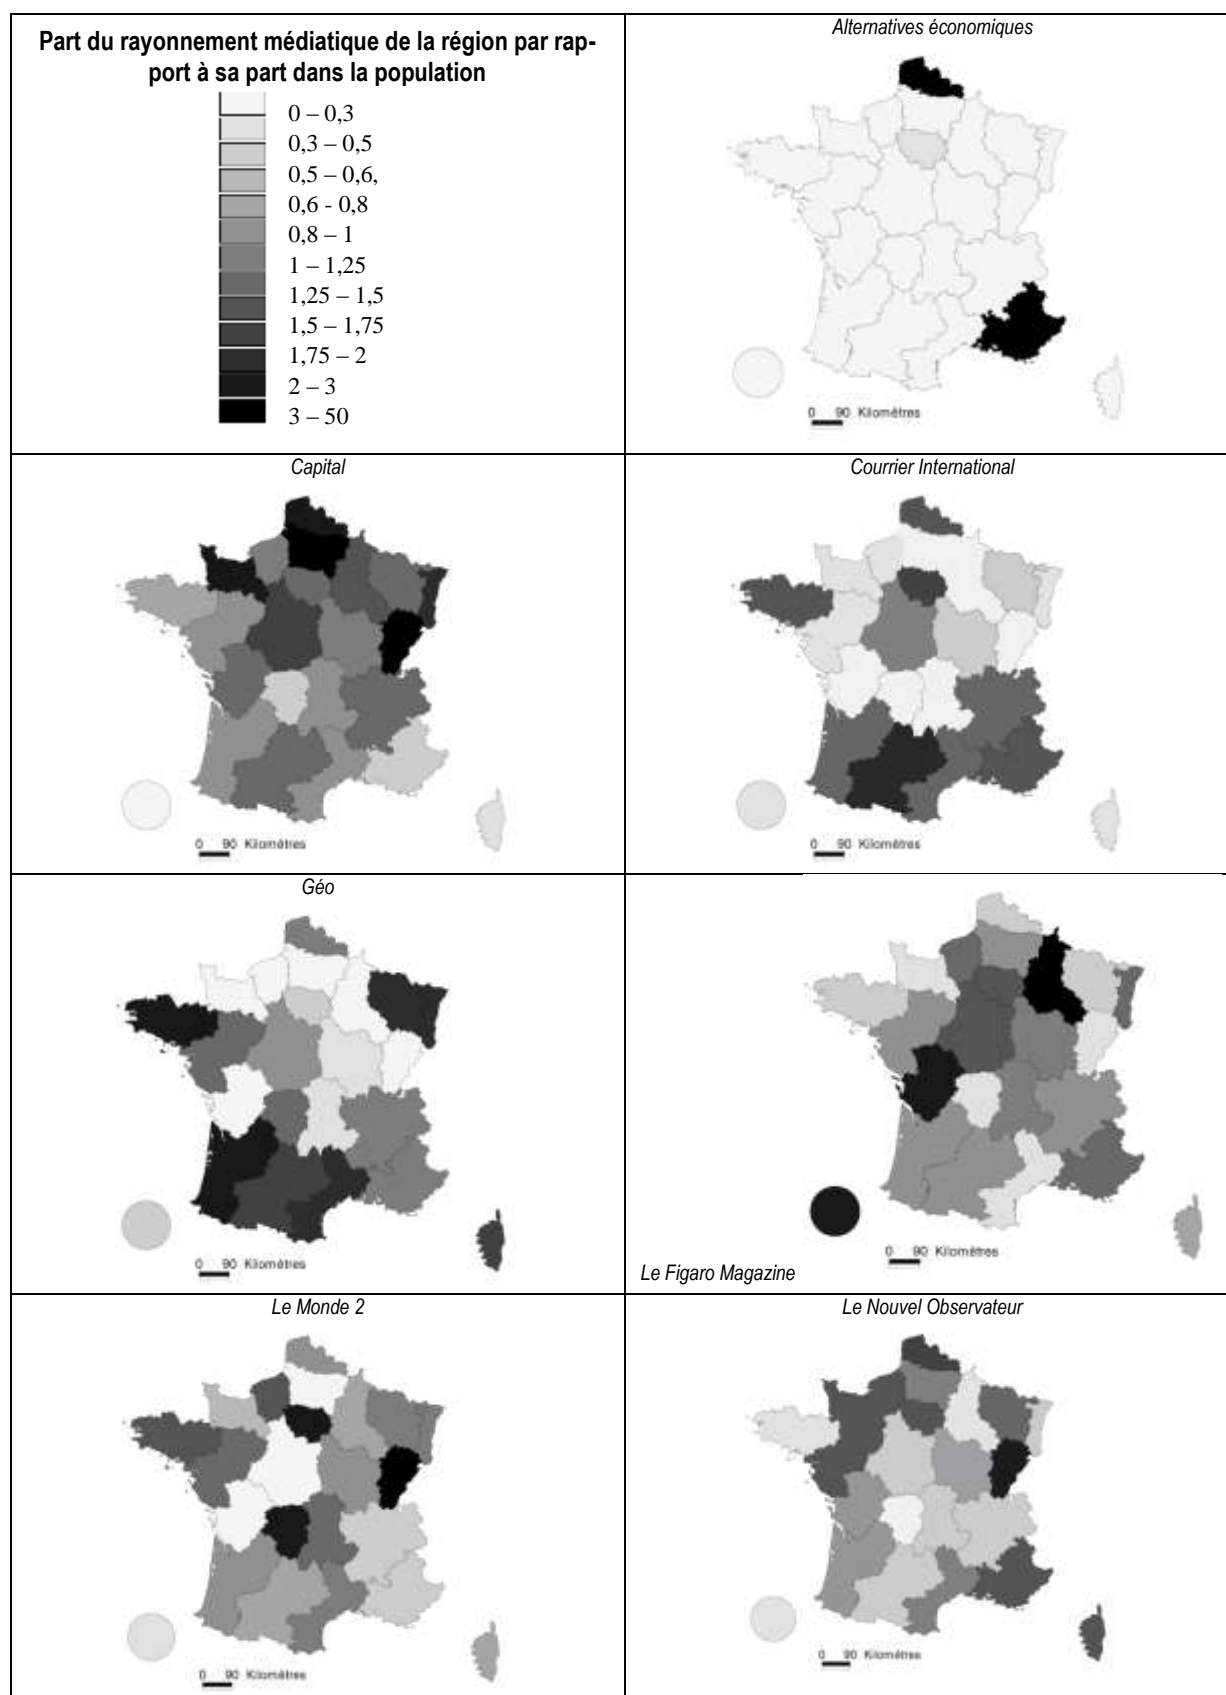 Part du rayonnement médiatique de la région par rap-
port à sa part dans la population
0 – 0,3
0,3 – 0,5
0,5 – 0,6,
0,6 - 0,8
0,8 – 1
1 – 1,25
1,25 – 1,5
1,5 – 1,75
1,75 – 2
2 – 3
3 – 50
Alternatives économiques
0 90 Kilomètres
Capital
0 90 Kilomètres
Courrier International
0 90 Kilomètres
Géo
0 90 Kilomètres
0 90 Kilomètres
Le Figaro Magazine
Le Monde 2
0 90 Kilomètres
Le Nouvel Observateur
0 90 Kilomètres